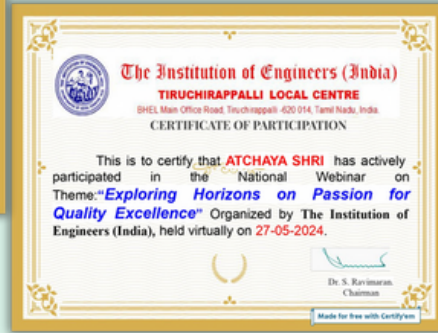 The Institution of Engineers (India)
TIRUCHIRAPPALLI LOCAL CENTRE
BHEL Main Office Road, Tiruchirappalli -620 014, Tamil Nadu, India.
CERTIFICATE OF PARTICIPATION
This is to certify that ATCHAYA SHRI has actively
participated in the National Webinar on
Theme:"Exploring Horizons on Passion for
Quality Excellence" Organized by The Institution of
Engineers (India), held virtually on 27-05-2024.
Dr. S. Ravimaran.
Chairman
Made for free with Certify'em